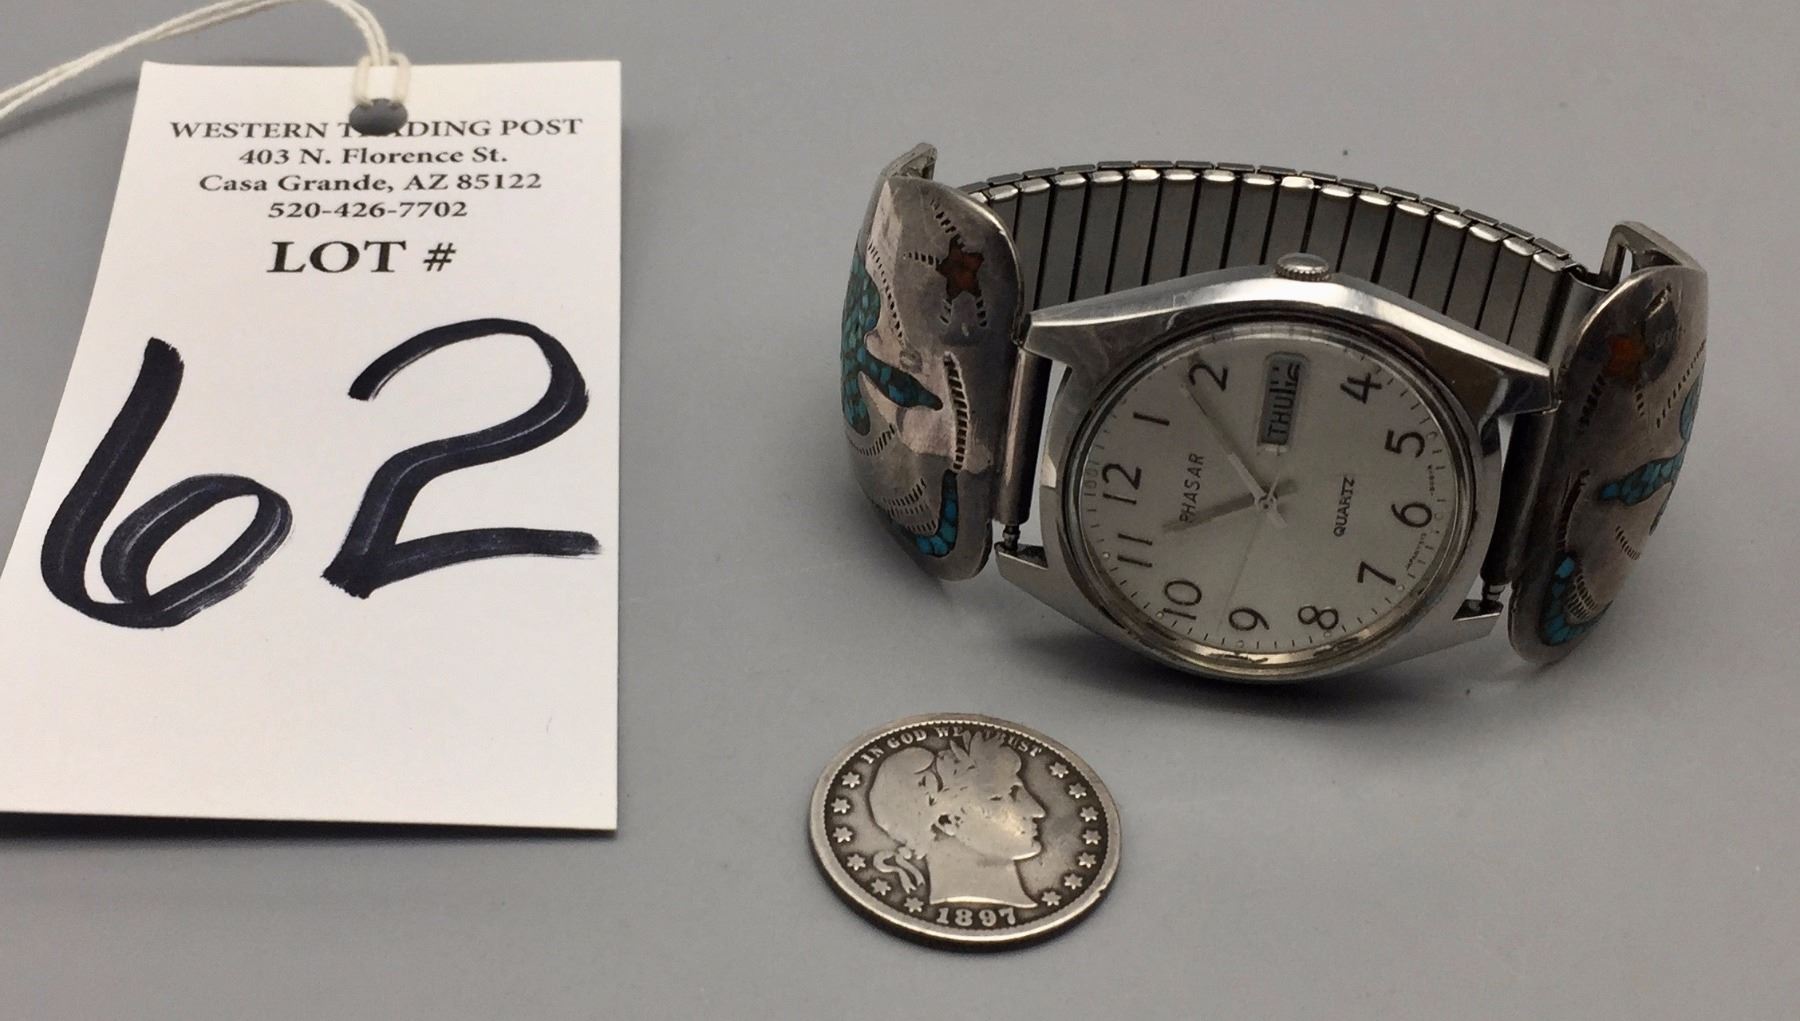 WESTERN TRADING POST
403 N. Florence St.
Casa Grande, AZ 85122
520-426-7702
LOT #
62
PHASAR
QUARTZ
THU
12
1
2
4
5
6
7
8
9
10
11
IN GOD WE TRUST
1897